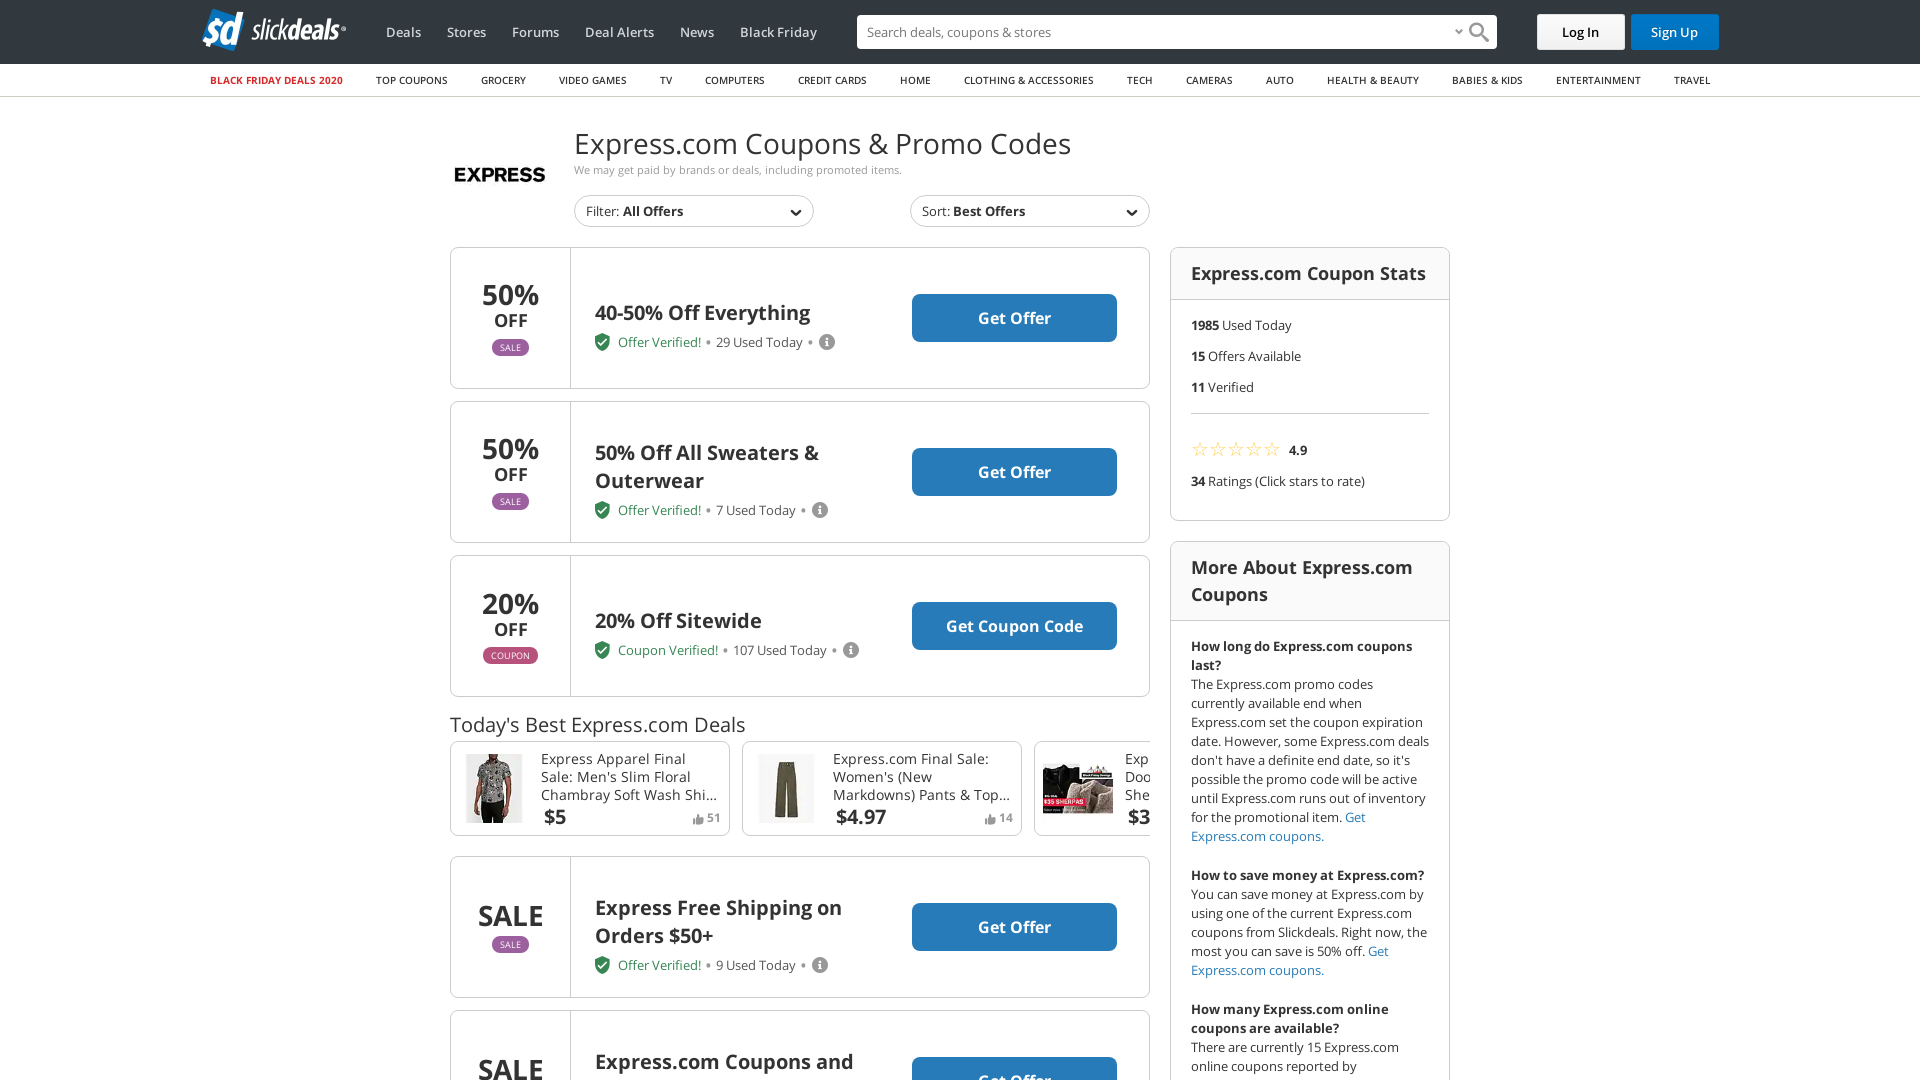 slickdeals
Deals Stores Forums Deal Alerts News Black Friday
Search deals, coupons & stores
Log In
Sign Up
BLACK FRIDAY DEALS 2020 TOP COUPONS GROCERY VIDEO GAMES TV COMPUTERS CREDIT CARDS HOME CLOTHING & ACCESSORIES TECH CAMERAS AUTO HEALTH & BEAUTY BABIES & KIDS ENTERTAINMENT TRAVEL
EXPRESS
Express.com Coupons & Promo Codes
We may get paid by brands or deals, including promoted items.
Filter: All Offers
Sort: Best Offers
50%
OFF
SALE
40-50% Off Everything
Offer Verified! • 29 Used Today •
Get Offer
50%
OFF
SALE
50% Off All Sweaters &
Outerwear
Offer Verified! • 7 Used Today •
Get Offer
20%
OFF
COUPON
20% Off Sitewide
Coupon Verified! • 107 Used Today •
Get Coupon Code
Today's Best Express.com Deals
Express Apparel Final
Sale: Men's Slim Floral
Chambray Soft Wash Shi...
$5
51
Express.com Final Sale:
Women's (New
Markdowns) Pants & Top...
$4.97
14
$35 SHERPAS
Exp
Doo
She
$3
SALE
SALE
Express Free Shipping on
Orders $50+
Offer Verified! • 9 Used Today •
Get Offer
SALE
Express.com Coupons and
Get Offer
Express.com Coupon Stats
1985 Used Today
15 Offers Available
11 Verified
☆☆☆☆☆ 4.9
34 Ratings (Click stars to rate)
More About Express.com
Coupons
How long do Express.com coupons
last?
The Express.com promo codes
currently available end when
Express.com set the coupon expiration
date. However, some Express.com deals
don't have a definite end date, so it's
possible the promo code will be active
until Express.com runs out of inventory
for the promotional item. Get
Express.com coupons.
How to save money at Express.com?
You can save money at Express.com by
using one of the current Express.com
coupons from Slickdeals. Right now, the
most you can save is 50% off. Get
Express.com coupons.
How many Express.com online
coupons are available?
There are currently 15 Express.com
online coupons reported by